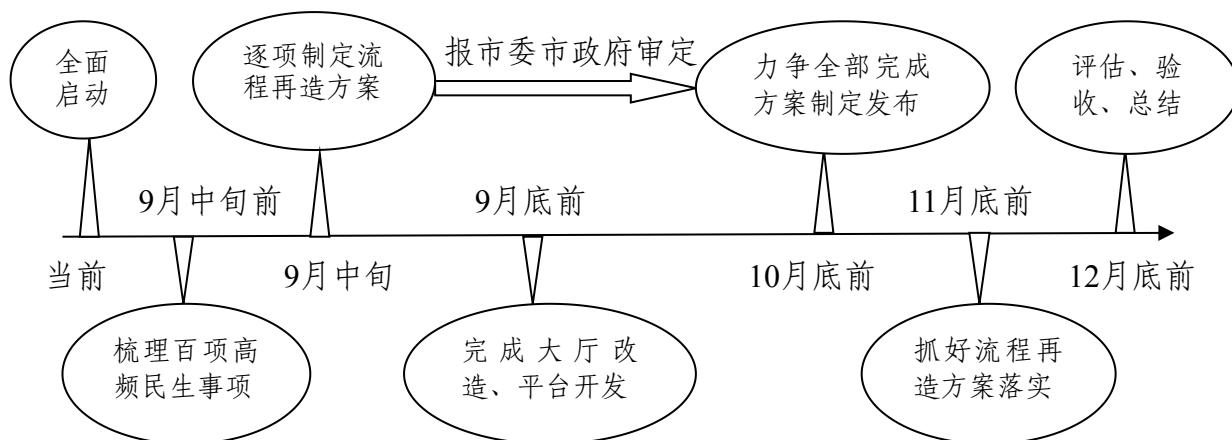 全面
启动
逐项制定流
程再造方案
报市委市政府审定
力争全部完成
方案制定发布
评估、验
收、总结
9月中旬前
9月底前
11月底前
当前
9月中旬
10月底前
12月底前
梳理百项高
频民生事项
完成大厅改
造、平台开发
抓好流程再
造方案落实